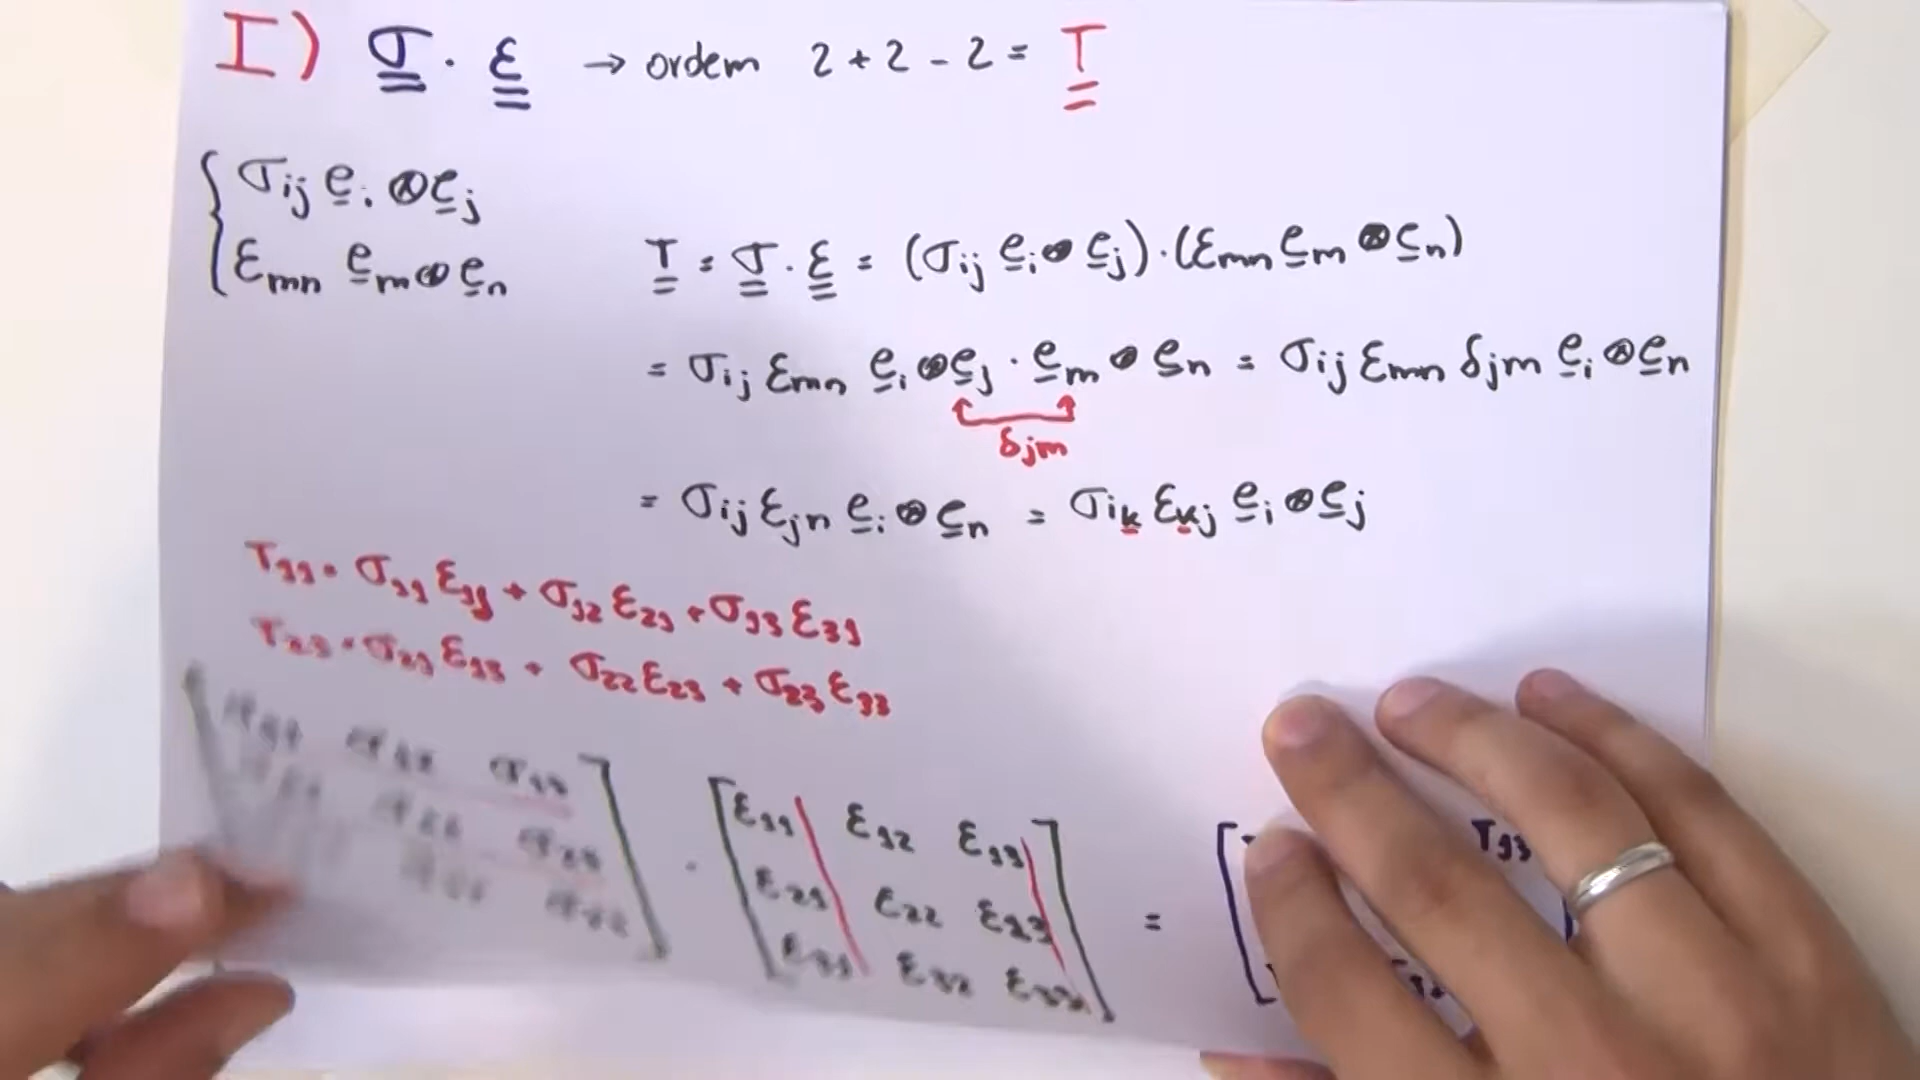 I) σ · ε → ordem 2 + 2 - 2 = T
σij ei ⊗ ej
εmn em ⊗ en
T = σ · ε = (σij ei ⊗ ej) · (εmn em ⊗ en)
= σij εmn ei ⊗ ej · em ⊗ en = σij εmn δjm ei ⊗ en
δjm
= σij εjn ei ⊗ en = σik εkj ei ⊗ ej
T11 = σ11 ε11 + σ12 ε21 + σ13 ε31
T23 = σ21 ε13 + σ22 ε23 + σ23 ε33
σ13 ε11 ε12 ε13 T13
σ23 · ε21 ε22 ε23 =
ε31 ε32 ε33